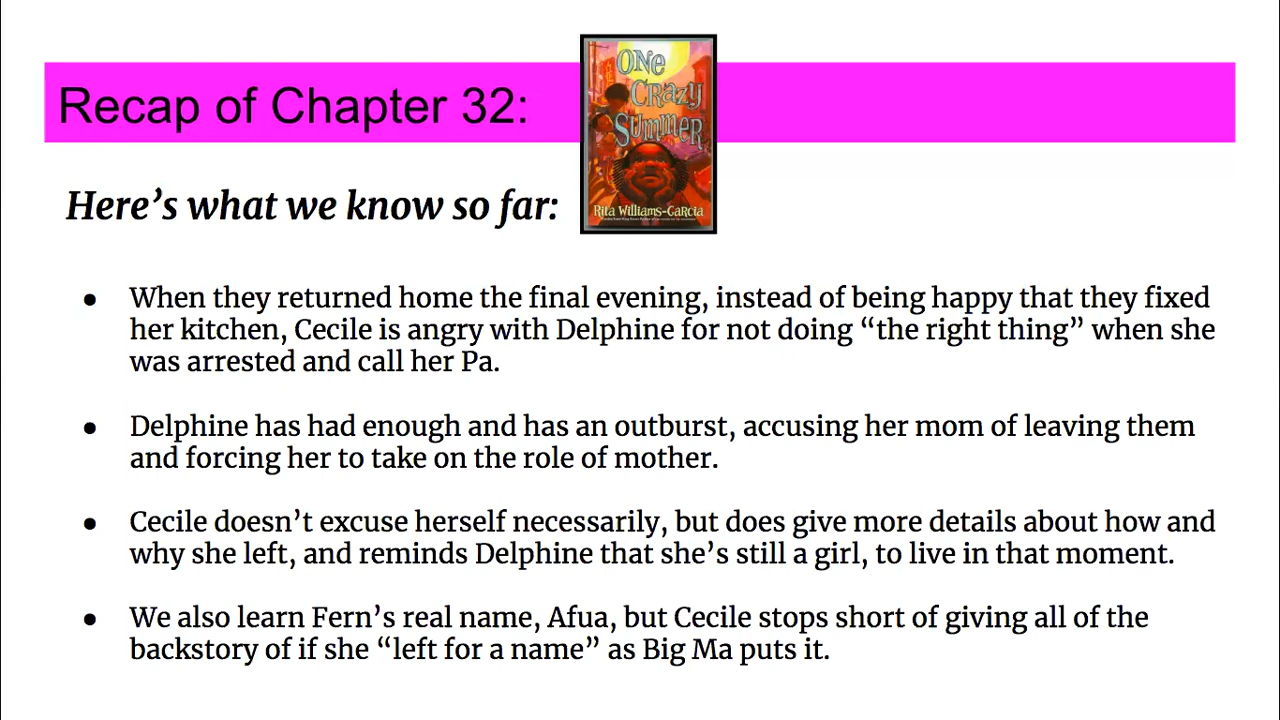 Recap of Chapter 32:
ONE
CRAZY
SUMMER
RITA WILLIAMS-GARCIA
Here’s what we know so far:
● When they returned home the final evening, instead of being happy that they fixed
her kitchen, Cecile is angry with Delphine for not doing “the right thing” when she
was arrested and call her Pa.
● Delphine has had enough and has an outburst, accusing her mom of leaving them
and forcing her to take on the role of mother.
● Cecile doesn’t excuse herself necessarily, but does give more details about how and
why she left, and reminds Delphine that she’s still a girl, to live in that moment.
● We also learn Fern’s real name, Afua, but Cecile stops short of giving all of the
backstory of if she “left for a name” as Big Ma puts it.